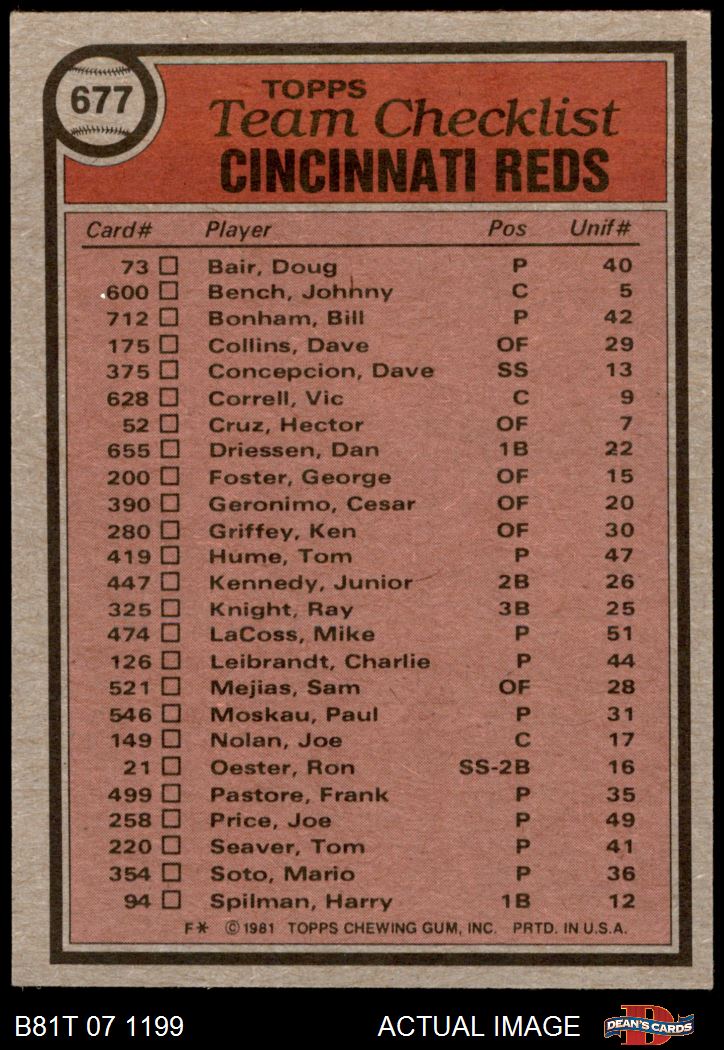 677
TOPPS
Team Checklist
CINCINNATI REDS
Card# Player Pos Unif#
73 Bair, Doug P 40
600 Bench, Johnny C 5
712 Bonham, Bill P 42
175 Collins, Dave OF 29
375 Concepcion, Dave SS 13
628 Correll, Vic C 9
52 Cruz, Hector OF 7
655 Driessen, Dan 1B 22
200 Foster, George OF 15
390 Geronimo, Cesar OF 20
280 Griffey, Ken OF 30
419 Hume, Tom P 47
447 Kennedy, Junior 2B 26
325 Knight, Ray 3B 25
474 LaCoss, Mike P 51
126 Leibrandt, Charlie P 44
521 Mejias, Sam OF 28
546 Moskau, Paul P 31
149 Nolan, Joe C 17
21 Oester, Ron SS-2B 16
499 Pastore, Frank P 35
258 Price, Joe P 49
220 Seaver, Tom P 41
354 Soto, Mario P 36
94 Spilman, Harry 1B 12
F* © 1981 TOPPS CHEWING GUM, INC. PRTD. IN U.S.A.
B81T 07 1199 ACTUAL IMAGE D DEAN'S CARDS